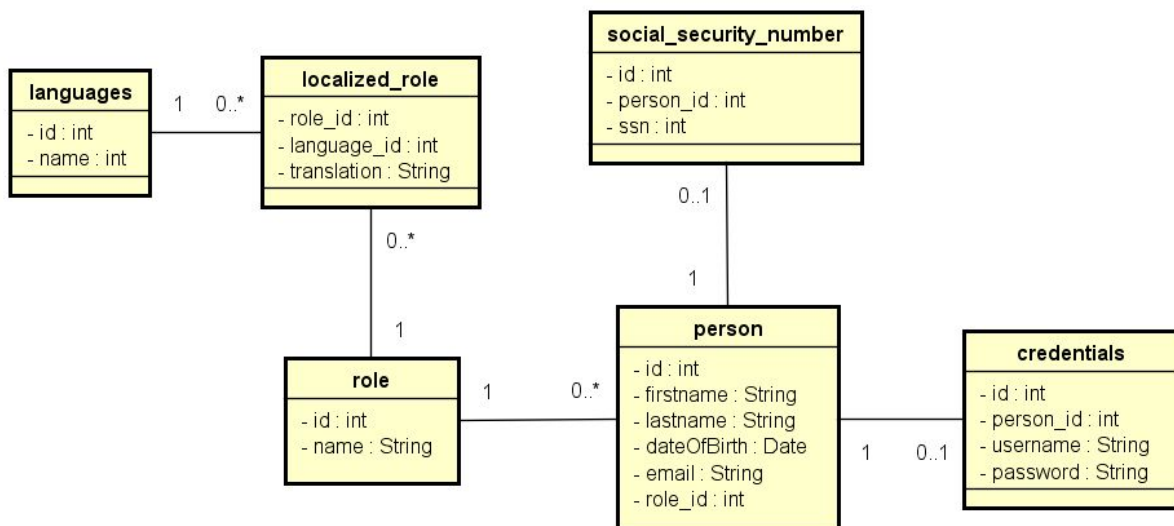 social_security_number
- id : int
- person_id : int
- ssn : int
languages
- id : int
- name : int
1
0..*
localized_role
- role_id : int
- language_id : int
- translation : String
0..1
1
0..*
1
role
- id : int
- name : String
1
0..*
person
- id : int
- firstname : String
- lastname : String
- dateOfBirth : Date
- email : String
- role_id : int
1
0..1
credentials
- id : int
- person_id : int
- username : String
- password : String